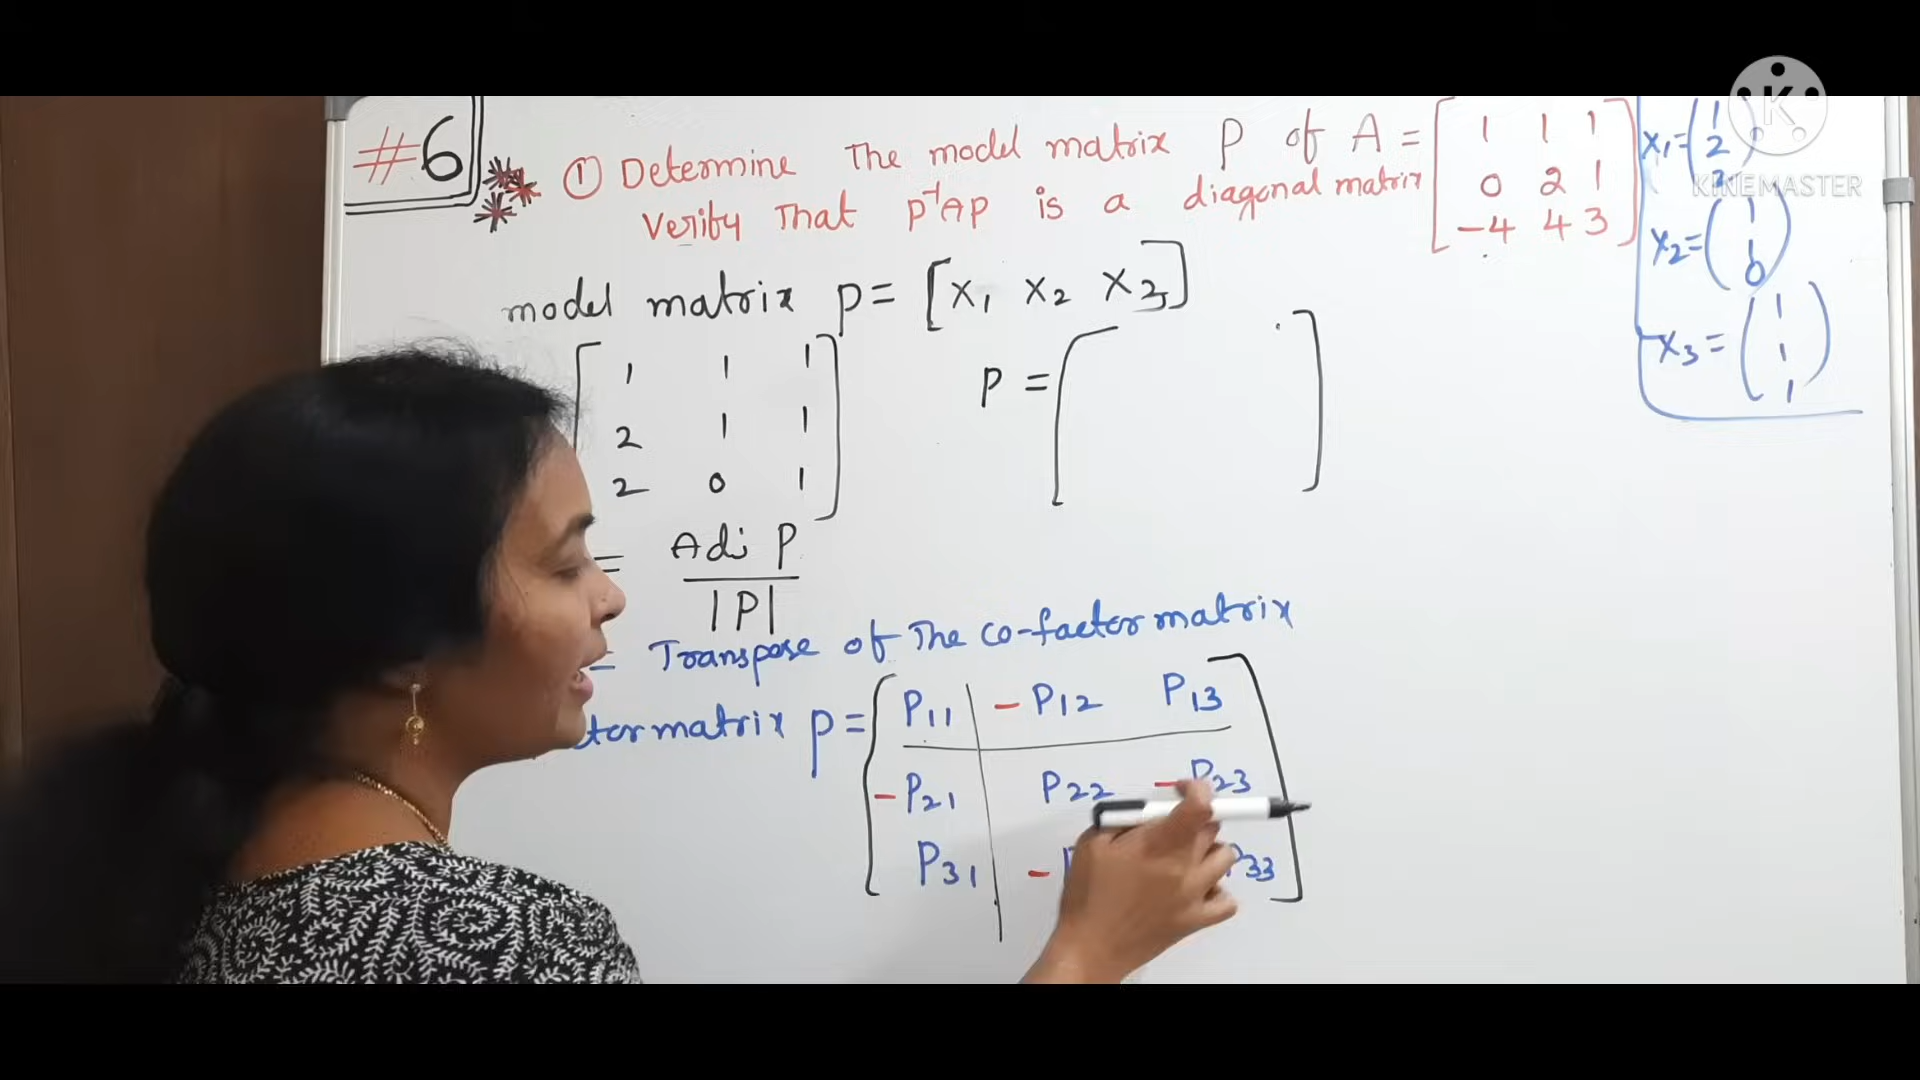 #6
① Determine The model matrix P of A = [1 1 1
0 2 1
-4 4 3]
Verify That P⁻¹AP is a diagonal matrix
model matrix P = [X₁ X₂ X₃]
1 1 1
2 1 1
2 0 1
P =
= Adj P
|P|
= Transpose of The co-factor matrix
tor matrix P = [P11 -P12 P13
-P21 P22 -P23
P31 - P33]
X₁ = (1
2
X₂ = (1
1
0)
X₃ = (1
1
1)
K
KINEMASTER